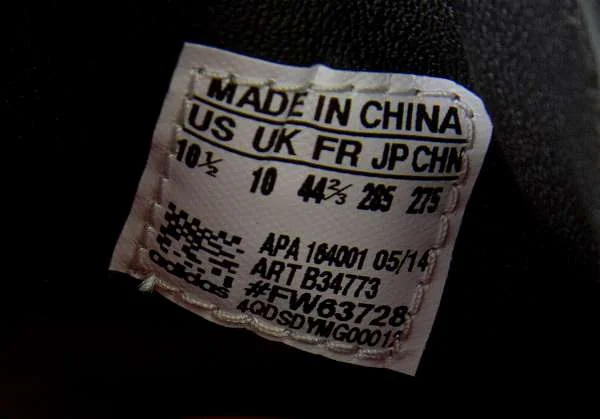 MADE IN CHINA
US UK FR JP CHN
10½ 10 44⅔ 285 275
APA 164001 05/14
ART B34773
#FW63728
adidas